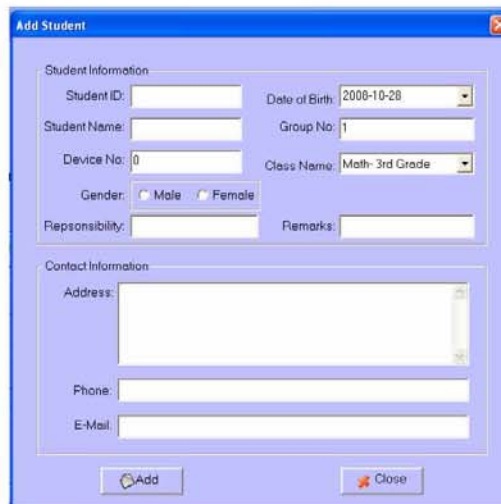 Add Student
Student Information
Student ID:
Date of Birth: 2008-10-28
Student Name:
Group No: 1
Device No: 0
Class Name: Math- 3rd Grade
Gender: Male Female
Repsonsibility:
Remarks:
Contact Information
Address:
Phone:
E-Mail:
Add
Close